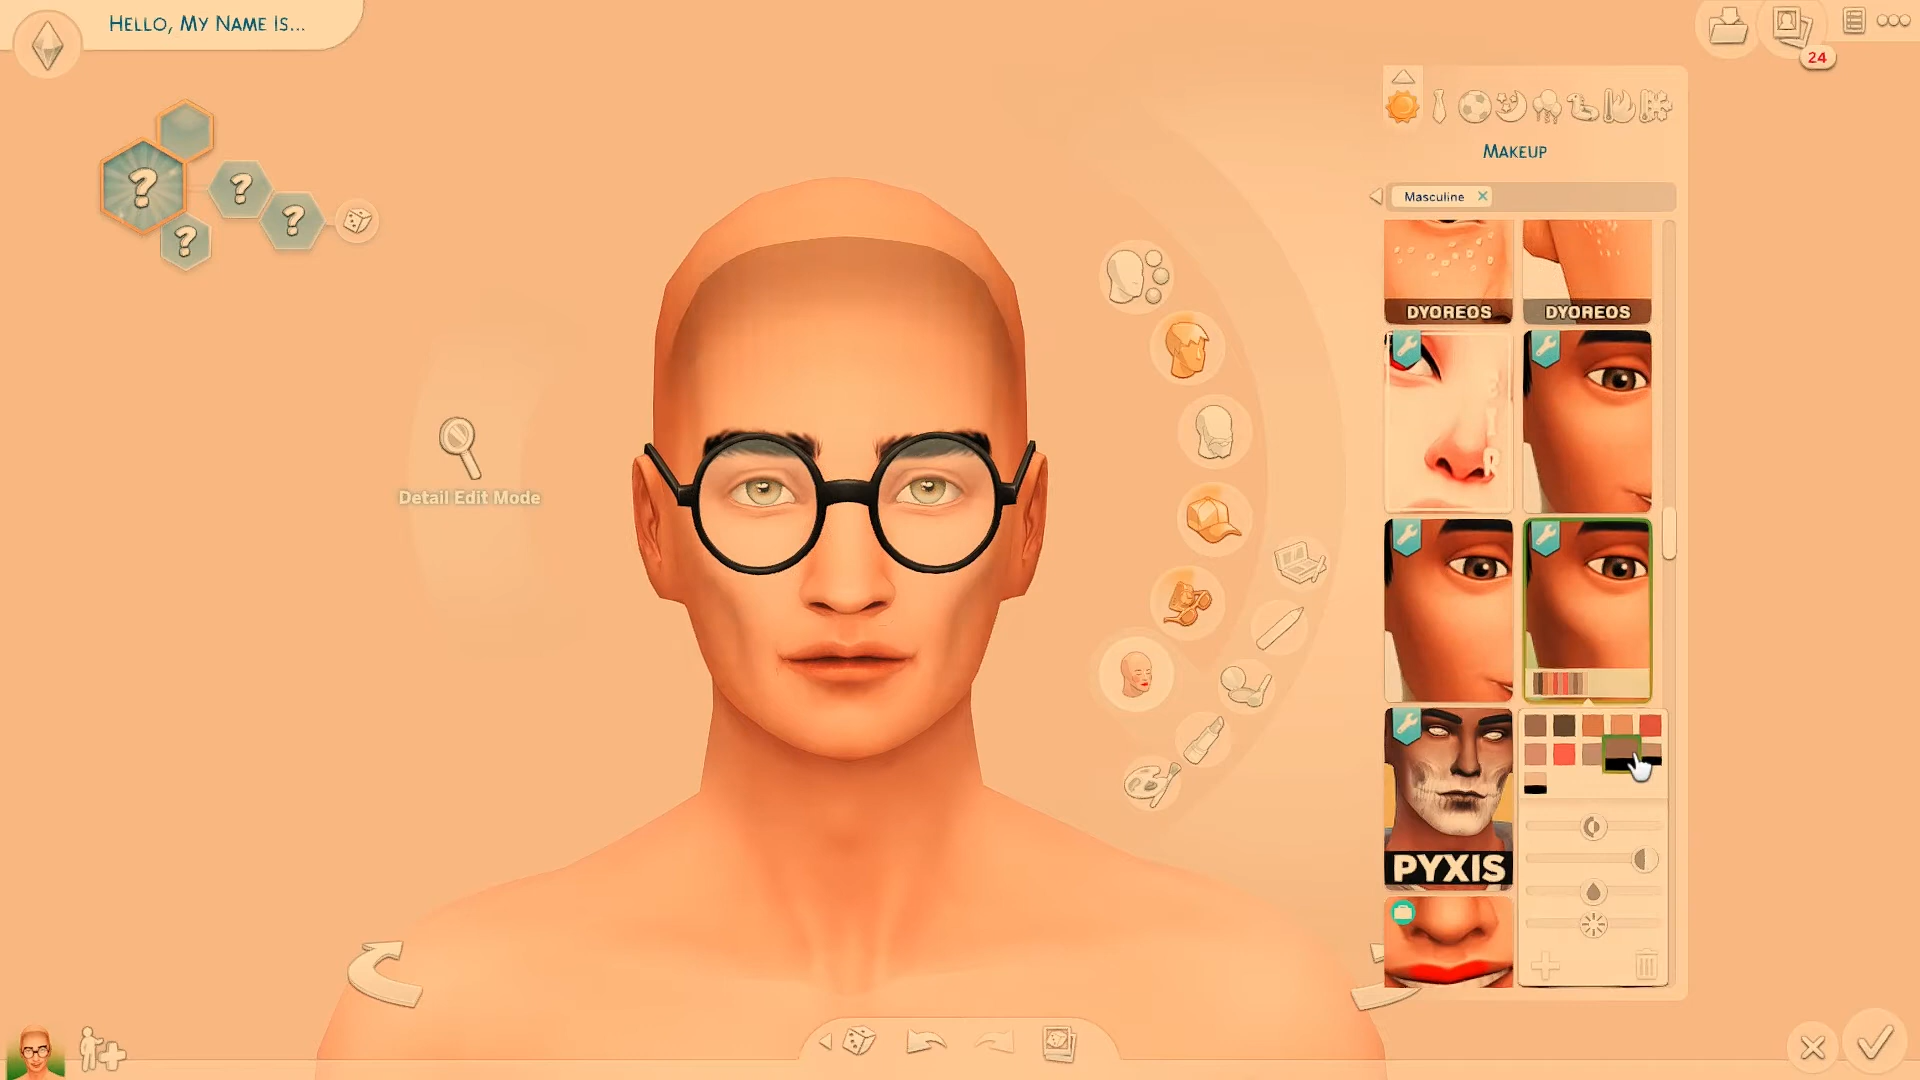 HELLO, MY NAME IS...
24
MAKEUP
Masculine
DYOREOS
DYOREOS
Detail Edit Mode
PYXIS